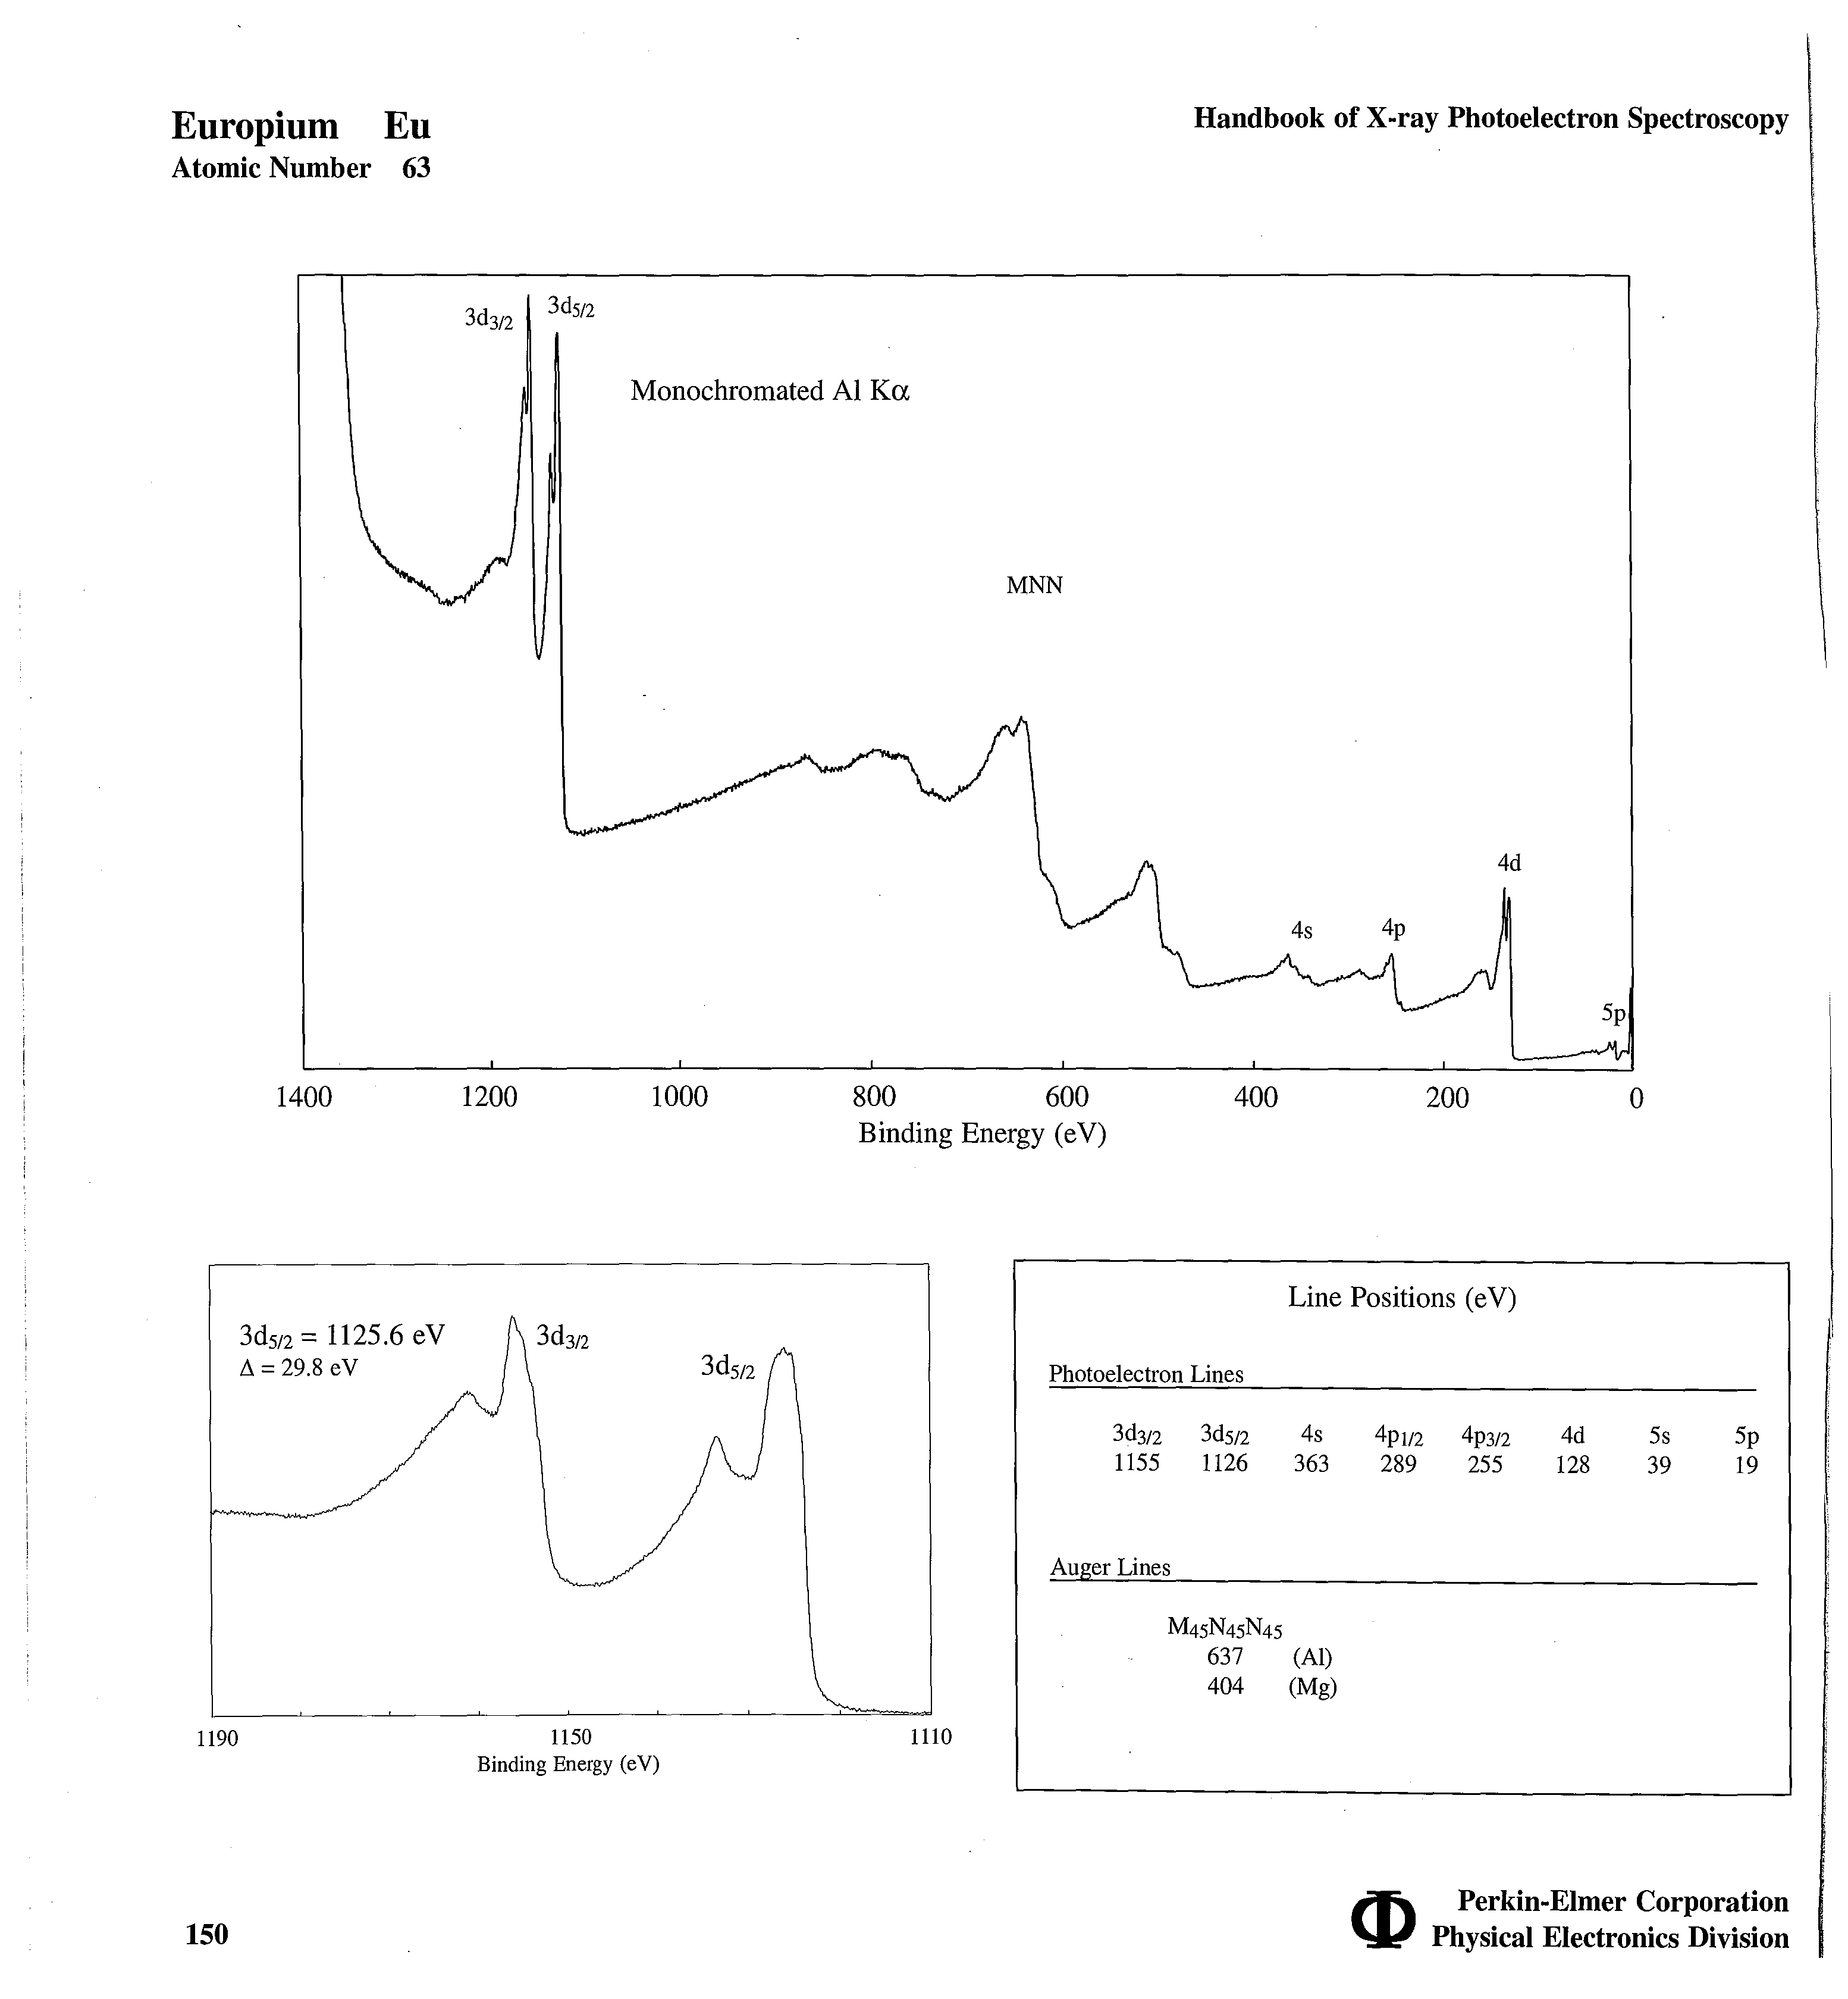 Europium Eu
Atomic Number 63
Handbook of X-ray Photoelectron Spectroscopy
3d3/2
3d5/2
Monochromated Al Kα
MNN
4s
4p
4d
5p
1400 1200 1000 800 600 400 200 0
Binding Energy (eV)
3d5/2 = 1125.6 eV
Δ = 29.8 eV
3d3/2
3d5/2
1190 1150 1110
Binding Energy (eV)
Line Positions (eV)
Photoelectron Lines
3d3/2 3d5/2 4s 4p1/2 4p3/2 4d 5s 5p
1155 1126 363 289 255 128 39 19
Auger Lines
M45N45N45
637 (Al)
404 (Mg)
150
Φ Perkin-Elmer Corporation
Physical Electronics Division